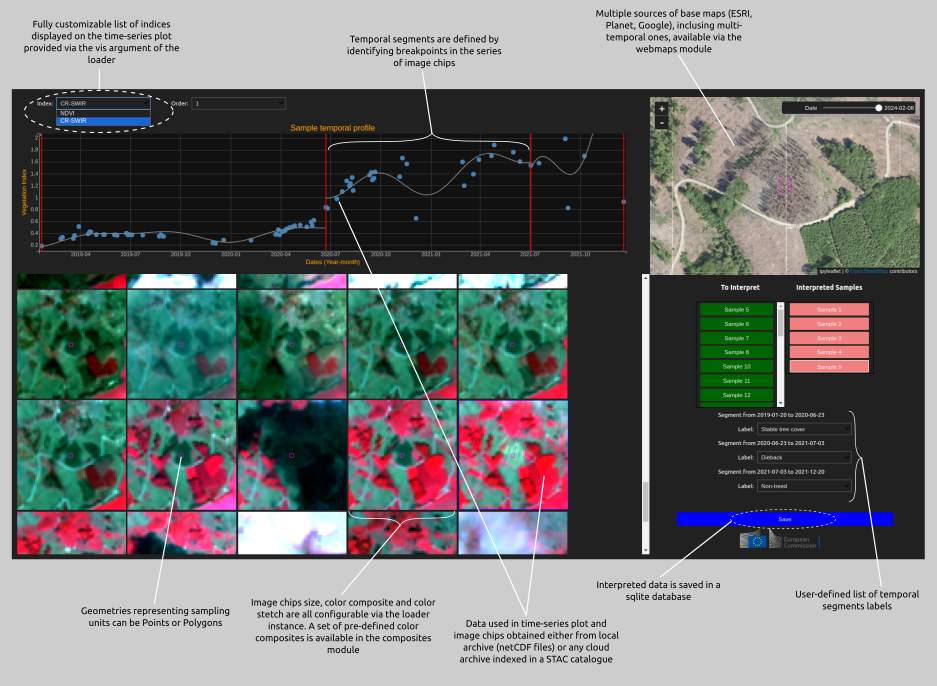 Fully customizable list of indices
displayed on the time-series plot
provided via the vis argument of the
loader
Temporal segments are defined by
identifying breakpoints in the series
of image chips
Multiple sources of base maps (ESRI,
Planet, Google), including multi-
temporal ones, available via the
webmaps module
Index: CR-SWIR
NDVI
CR-SWIR
Order: 1
Sample temporal profile
Vegetation Index
2
1.8
1.6
1.4
1.2
1
0.8
0.6
0.4
0.2
2019-04 2019-07 2019-10 2020-01 2020-04 2020-07 2020-10 2021-01 2021-04 2021-07 2021-10
Dates (Year-month)
+
-
Date 2024-02-08
ipyleaflet | © OpenStreetMap contributors
To Interpret
Sample 5
Sample 6
Sample 7
Sample 8
Sample 10
Sample 11
Sample 12
Interpreted Samples
Sample 1
Sample 2
Sample 3
Sample 4
Sample 9
Segment from 2019-01-20 to 2020-06-23
Label: Stable tree cover
Segment from 2020-06-23 to 2021-07-03
Label: Dieback
Segment from 2021-07-03 to 2021-12-20
Label: Non-treed
Save
European
Commission
Geometries representing sampling
units can be Points or Polygons
Image chips size, color composite and color
stetch are all configurable via the loader
instance. A set of pre-defined color
composites is available in the composites
module
Data used in time-series plot and
image chips obtained either from local
archive (netCDF files) or any cloud
archive indexed in a STAC catalogue
Interpreted data is saved in a
sqlite database
User-defined list of temporal
segments labels